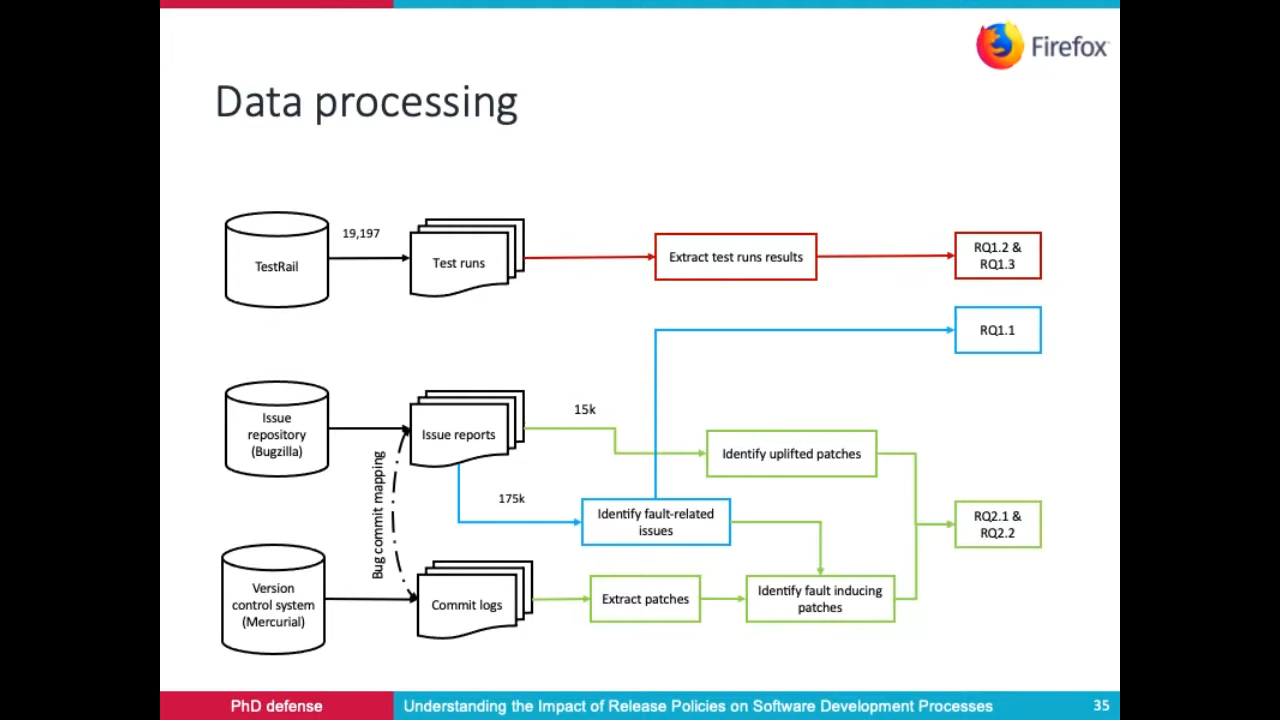 Firefox
Data processing
19,197
TestRail
Test runs
Extract test runs results
RQ1.2 &
RQ1.3
RQ1.1
Issue
repository
(Bugzilla)
Issue reports
15k
Identify uplifted patches
Bug commit mapping
175k
Identify fault-related
issues
RQ2.1 &
RQ2.2
Version
control system
(Mercurial)
Commit logs
Extract patches
Identify fault inducing
patches
PhD defense
Understanding the Impact of Release Policies on Software Development Processes
35